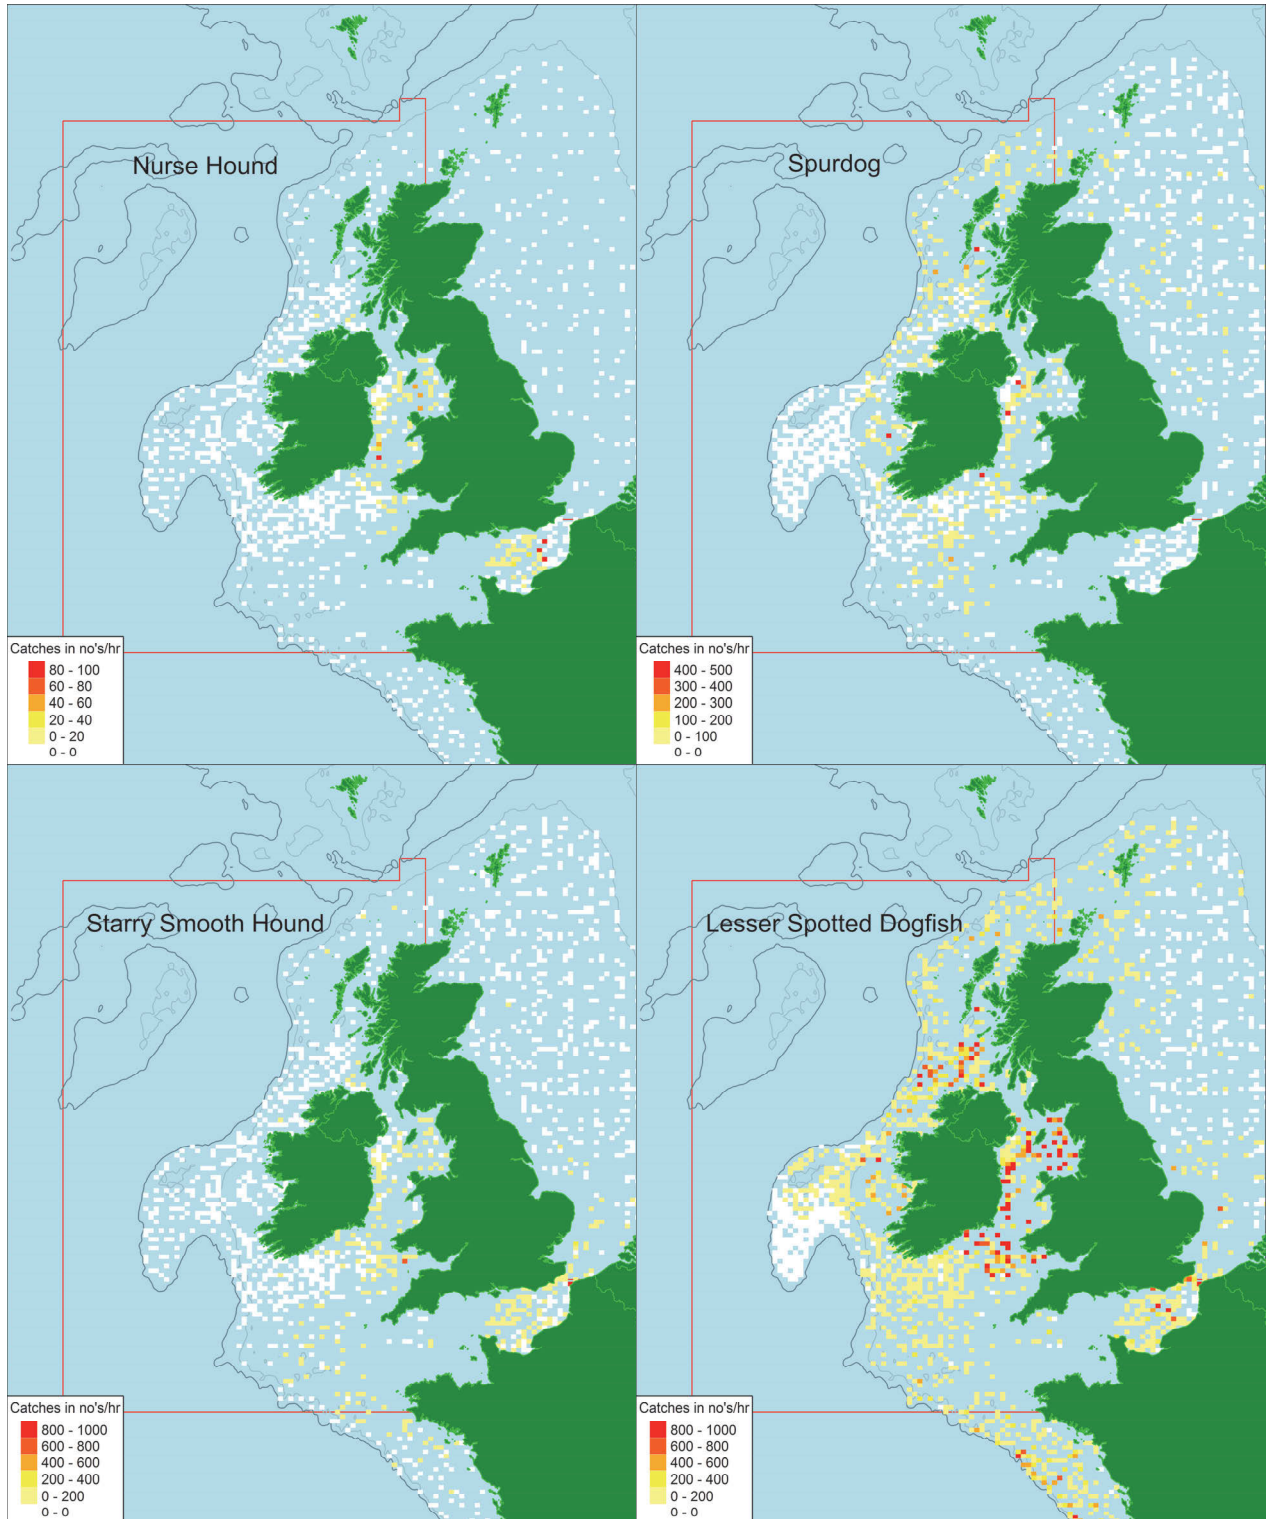 Nurse Hound
Catches in no's/hr
80 - 100
60 - 80
40 - 60
20 - 40
0 - 20
0 - 0
Spurdog
Catches in no's/hr
400 - 500
300 - 400
200 - 300
100 - 200
0 - 100
0 - 0
Starry Smooth Hound
Catches in no's/hr
800 - 1000
600 - 800
400 - 600
200 - 400
0 - 200
0 - 0
Lesser Spotted Dogfish
Catches in no's/hr
800 - 1000
600 - 800
400 - 600
200 - 400
0 - 200
0 - 0